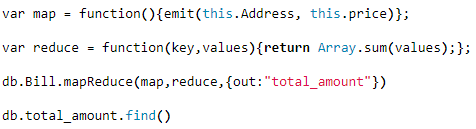 var map = function(){emit(this.Address, this.price)};
var reduce = function(key,values){return Array.sum(values);};
db.Bill.mapReduce(map,reduce,{out:"total_amount"})
db.total_amount.find()